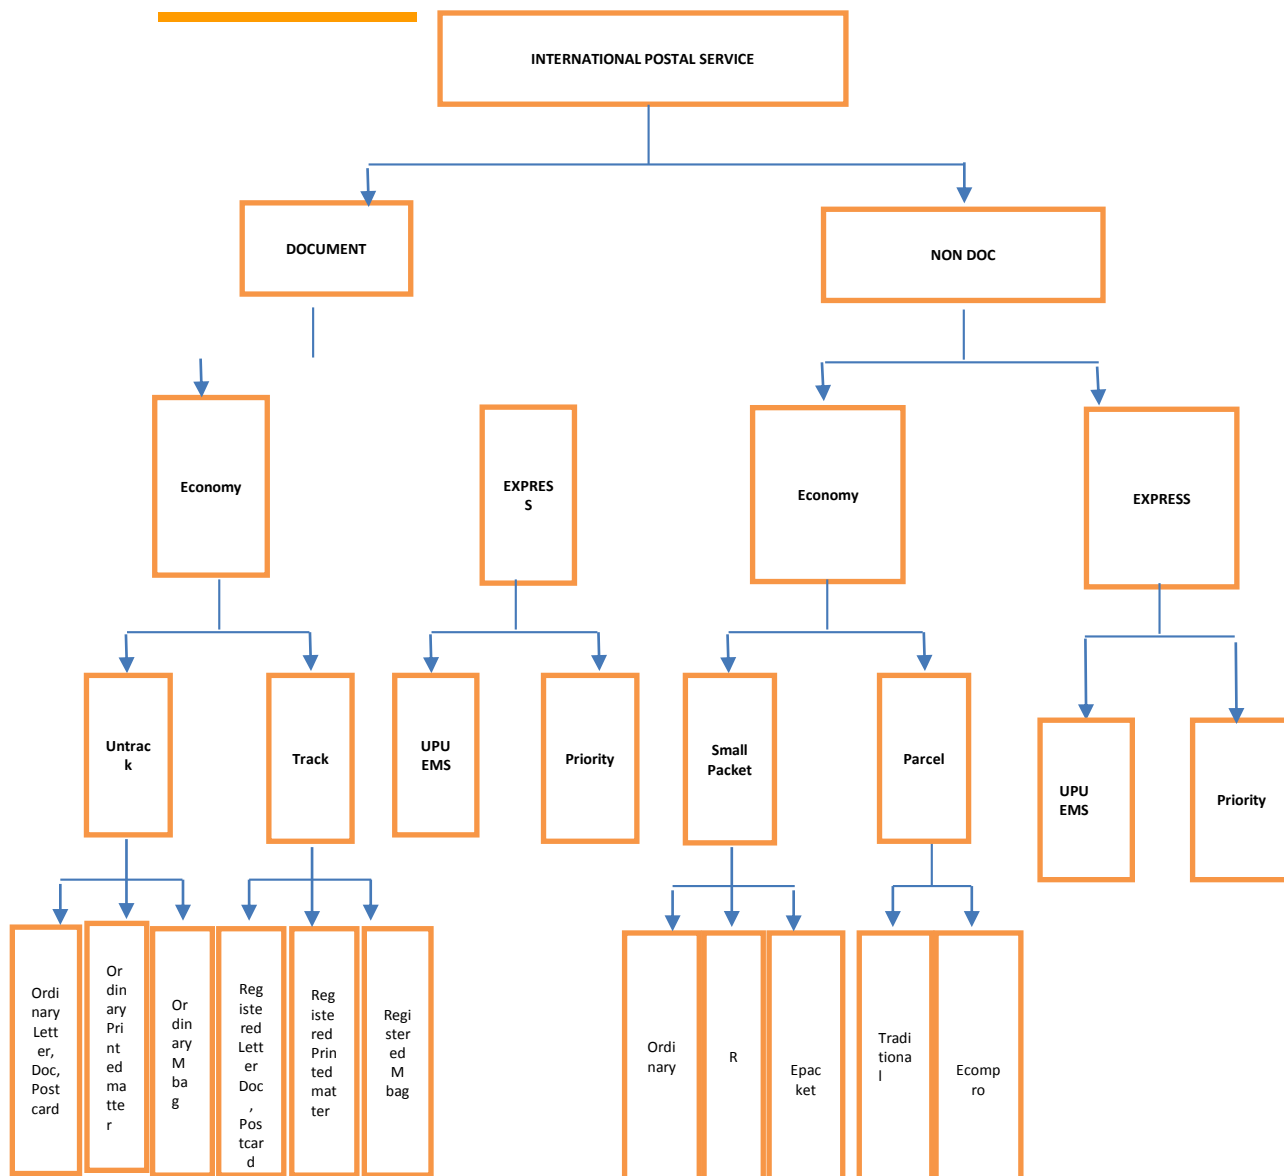 INTERNATIONAL POSTAL SERVICE
DOCUMENT
NON DOC
Economy
EXPRES
S
Economy
EXPRESS
Untrac
k
Track
UPU
EMS
Priority
Small
Packet
Parcel
UPU
EMS
Priority
Ordi
nary
Lett
er,
Doc,
Post
card
Or
din
ary
Pri
nt
ed
ma
tte
r
Or
din
ary
M
ba
g
Reg
iste
red
Lett
er
Doc
,
Pos
tcar
d
Reg
iste
red
Prin
ted
mat
ter
Regi
ster
ed M
bag
Ordi
nary
R
Epac
ket
Tradi
tiona
l
Ecomp
ro